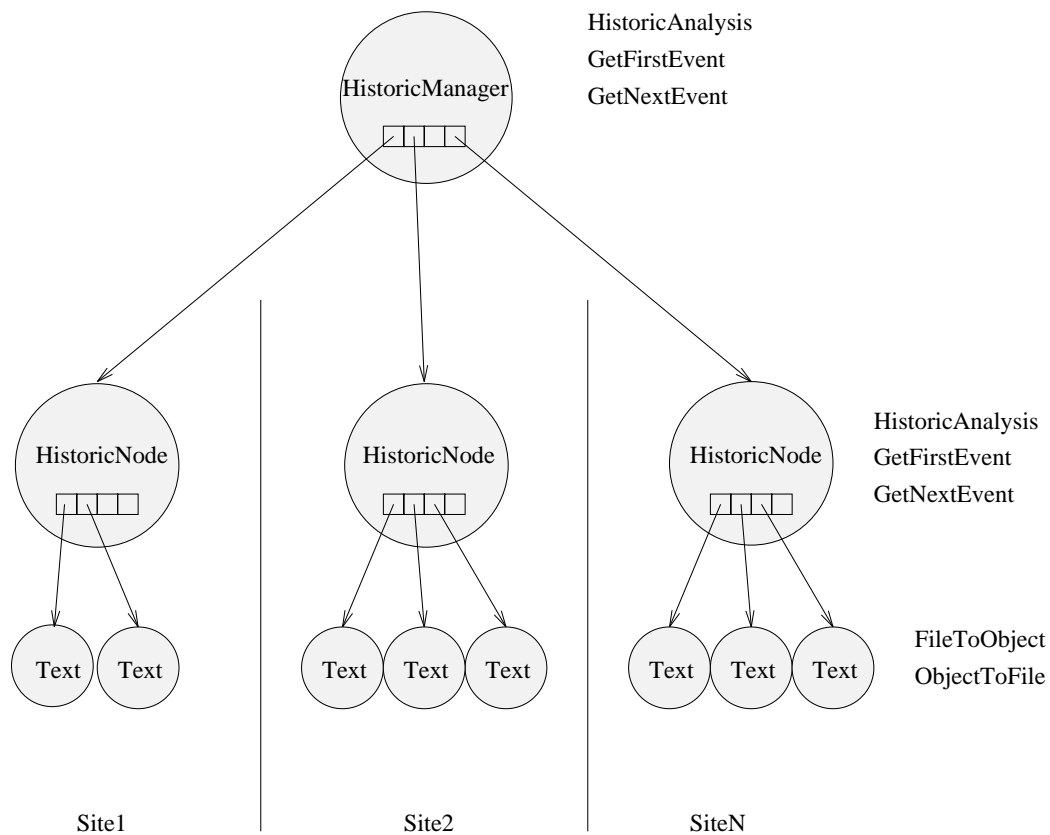 HistoricAnalysis
GetFirstEvent
HistoricManager
GetNextEvent
HistoricNode
HistoricNode
HistoricNode
HistoricAnalysis
GetFirstEvent
GetNextEvent
Text
Text
Text
Text
Text
Text
Text
Text
FileToObject
ObjectToFile
Site1
Site2
SiteN